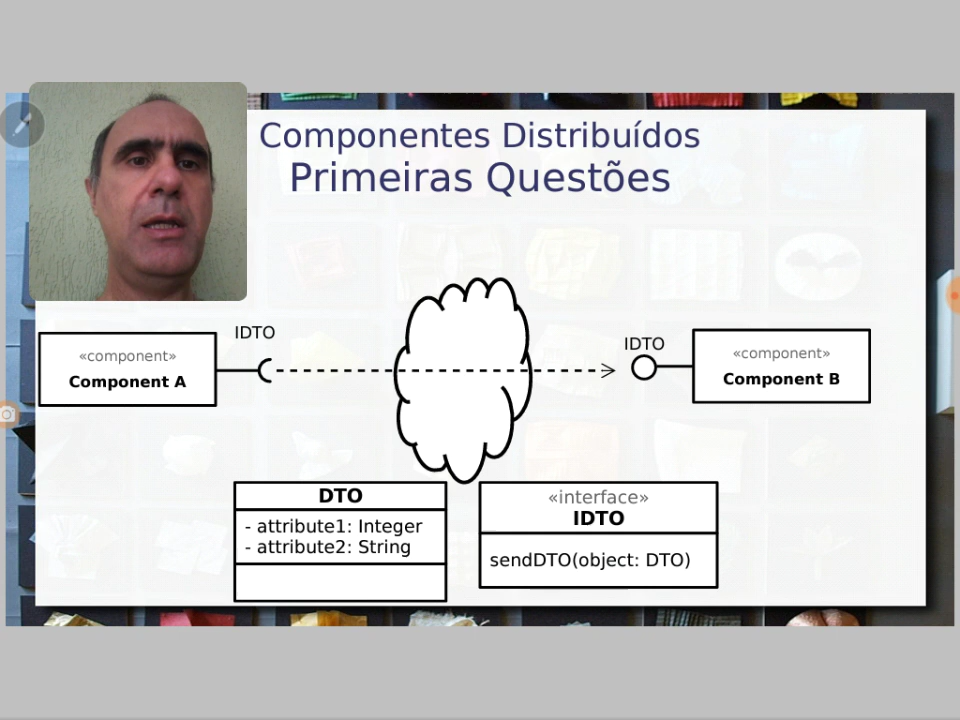 Componentes Distribuídos
Primeiras Questões
IDTO
IDTO
«component»
Component A
«component»
Component B
DTO
- attribute1: Integer
- attribute2: String
«interface»
IDTO
sendDTO(object: DTO)